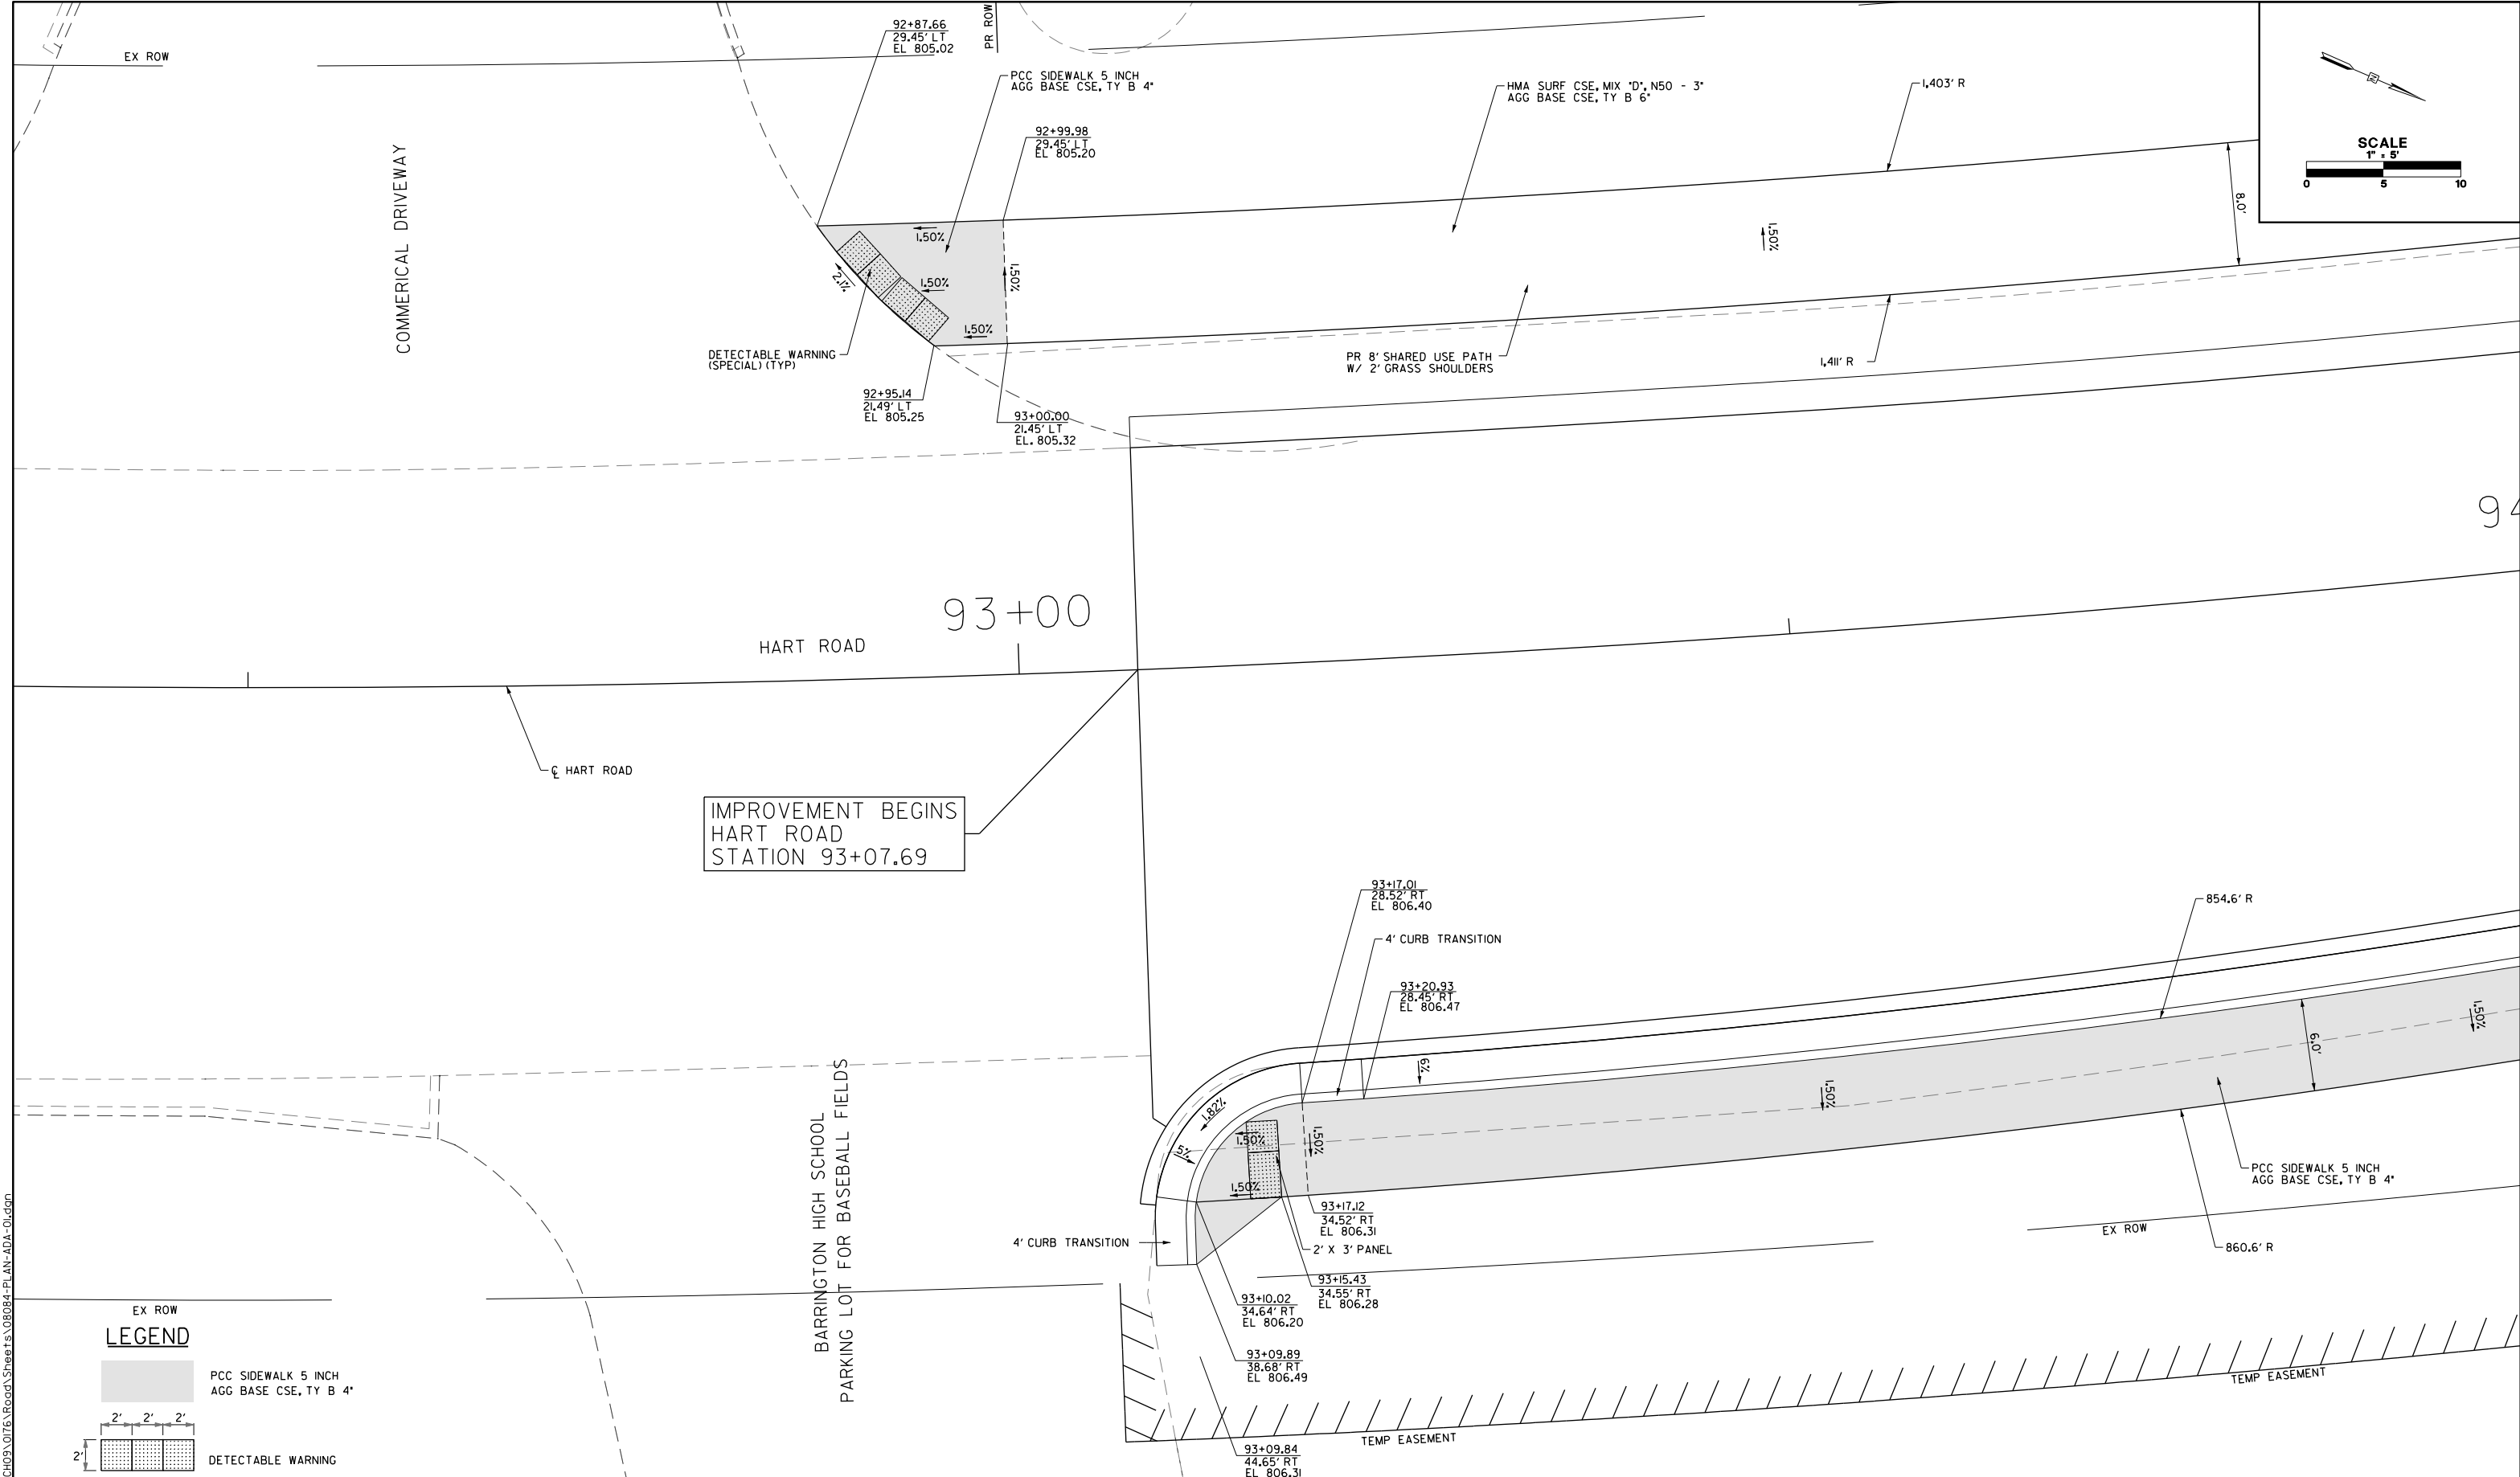 92+87.66
29.45' LT
EL 805.02
PR ROW
EX ROW
PCC SIDEWALK 5 INCH
AGG BASE CSE, TY B 4"
HMA SURF CSE, MIX "D", N50 - 3"
AGG BASE CSE, TY B 6"
1,403' R
SCALE
1" = 5'
0 5 10
92+99.98
29.45' LT
EL 805.20
COMMERICAL DRIVEWAY
8.0'
1.50%
1.50%
1.50%
1.50%
2.1%
1.50%
DETECTABLE WARNING
(SPECIAL) (TYP)
PR 8' SHARED USE PATH
W/ 2' GRASS SHOULDERS
1,411' R
92+95.14
21.49' LT
EL 805.25
93+00.00
21.45' LT
EL. 805.32
94
93+00
HART ROAD
℄ HART ROAD
IMPROVEMENT BEGINS
HART ROAD
STATION 93+07.69
93+17.01
28.52' RT
EL 806.40
854.6' R
4' CURB TRANSITION
93+20.93
28.45' RT
EL 806.47
1.50%
6.0'
6%
1.50%
1.82%
1.50%
1.50%
5%
1.50%
BARRINGTON HIGH SCHOOL
PARKING LOT FOR BASEBALL FIELDS
PCC SIDEWALK 5 INCH
AGG BASE CSE, TY B 4"
93+17.12
34.52' RT
EL 806.31
EX ROW
4' CURB TRANSITION
2' X 3' PANEL
860.6' R
93+15.43
34.55' RT
EL 806.28
93+10.02
34.64' RT
EL 806.20
EX ROW
93+09.89
38.68' RT
EL 806.49
TEMP EASEMENT
TEMP EASEMENT
93+09.84
44.65' RT
EL 806.31
LEGEND
PCC SIDEWALK 5 INCH
AGG BASE CSE, TY B 4"
2' 2' 2'
2'
DETECTABLE WARNING
CH09\0176\Road\Sheets\08084-PLAN-ADA-01.dgn